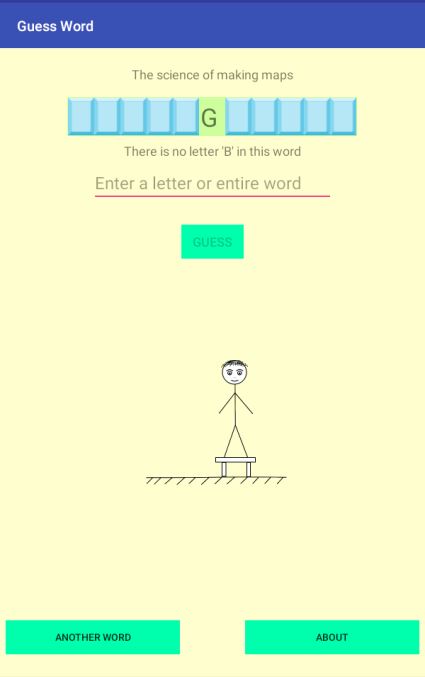 Guess Word
The science of making maps
G
There is no letter 'B' in this word
Enter a letter or entire word
GUESS
ANOTHER WORD
ABOUT